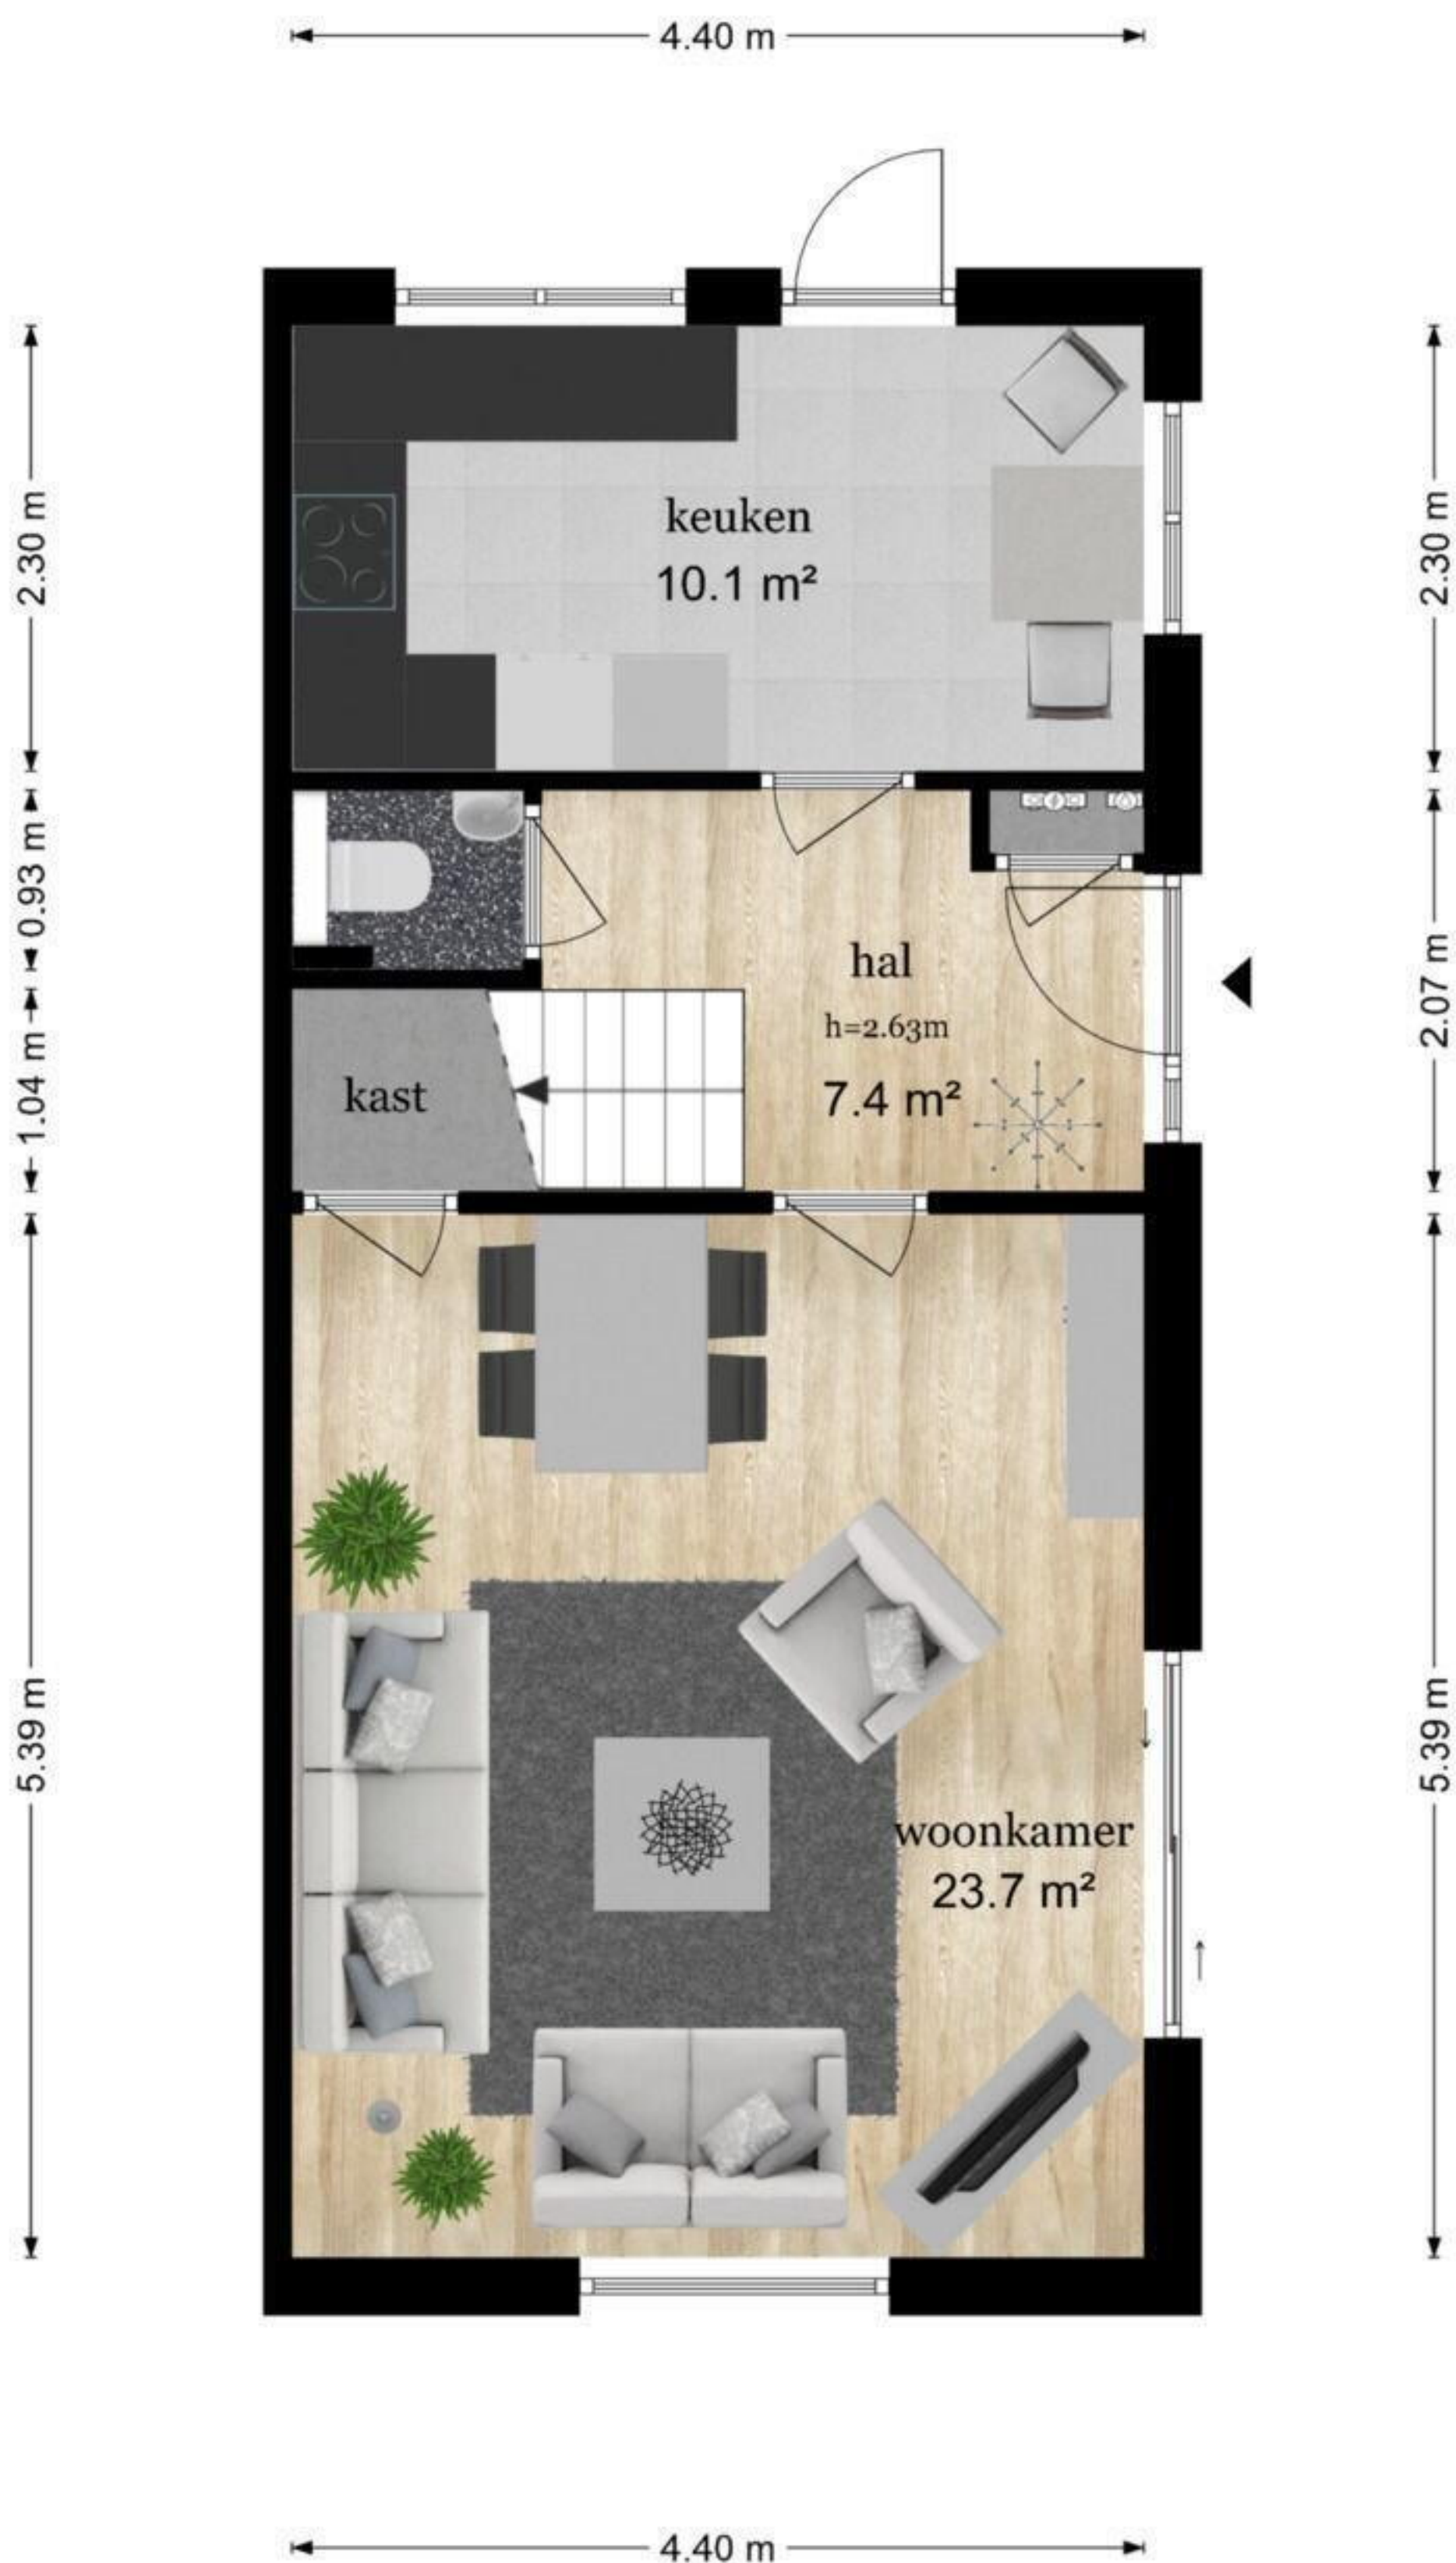 4.40 m
keuken
10.1 m²
2.30 m
2.30 m
0.93 m
hal
h=2.63m
7.4 m²
2.07 m
kast
1.04 m
woonkamer
23.7 m²
5.39 m
5.39 m
4.40 m